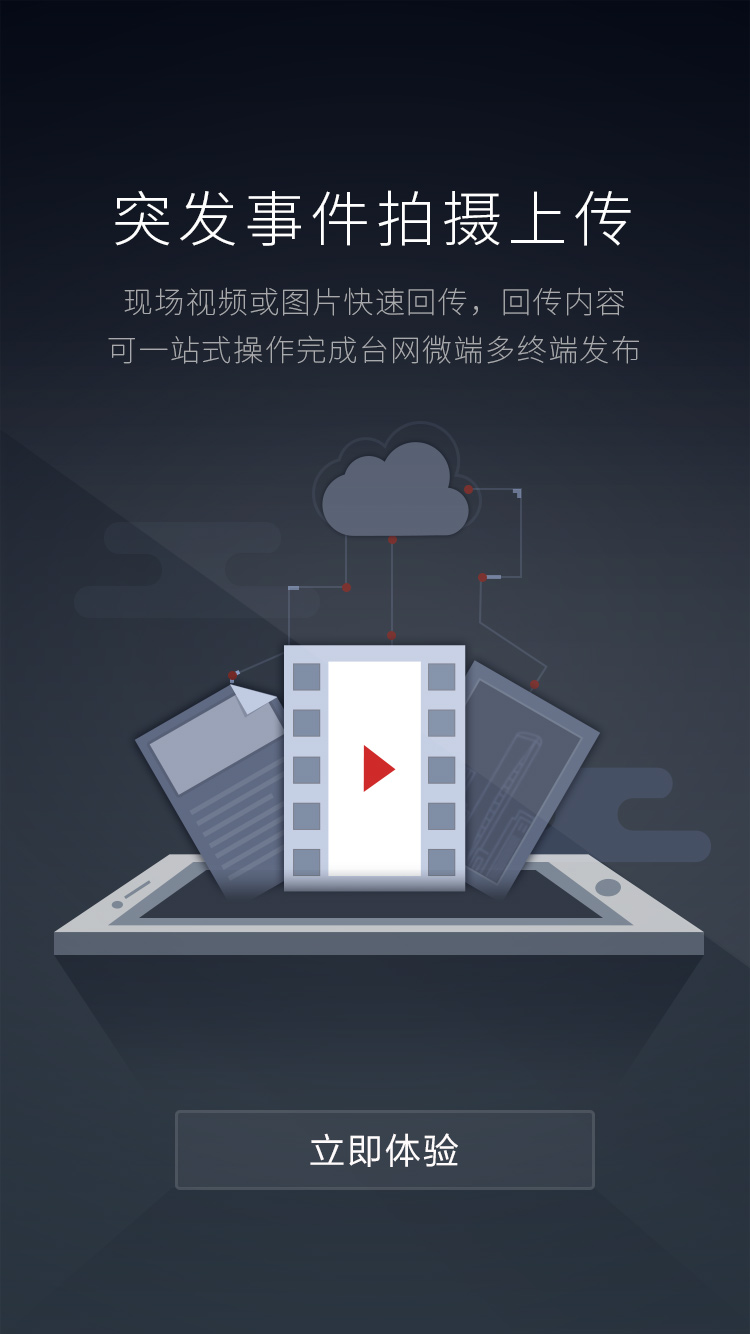 突发事件拍摄上传
现场视频或图片快速回传，回传内容
可一站式操作完成台网微端多终端发布
立即体验